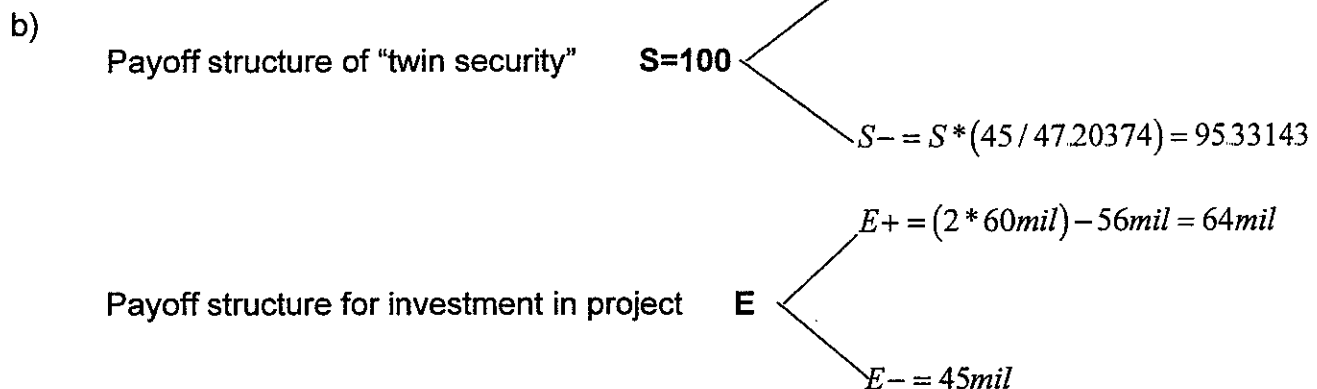 b)
Payoff structure of “twin security” S=100
S− = S*(45/47.20374) = 95.33143
E+ = (2*60mil)−56mil = 64mil
Payoff structure for investment in project E
E− = 45mil